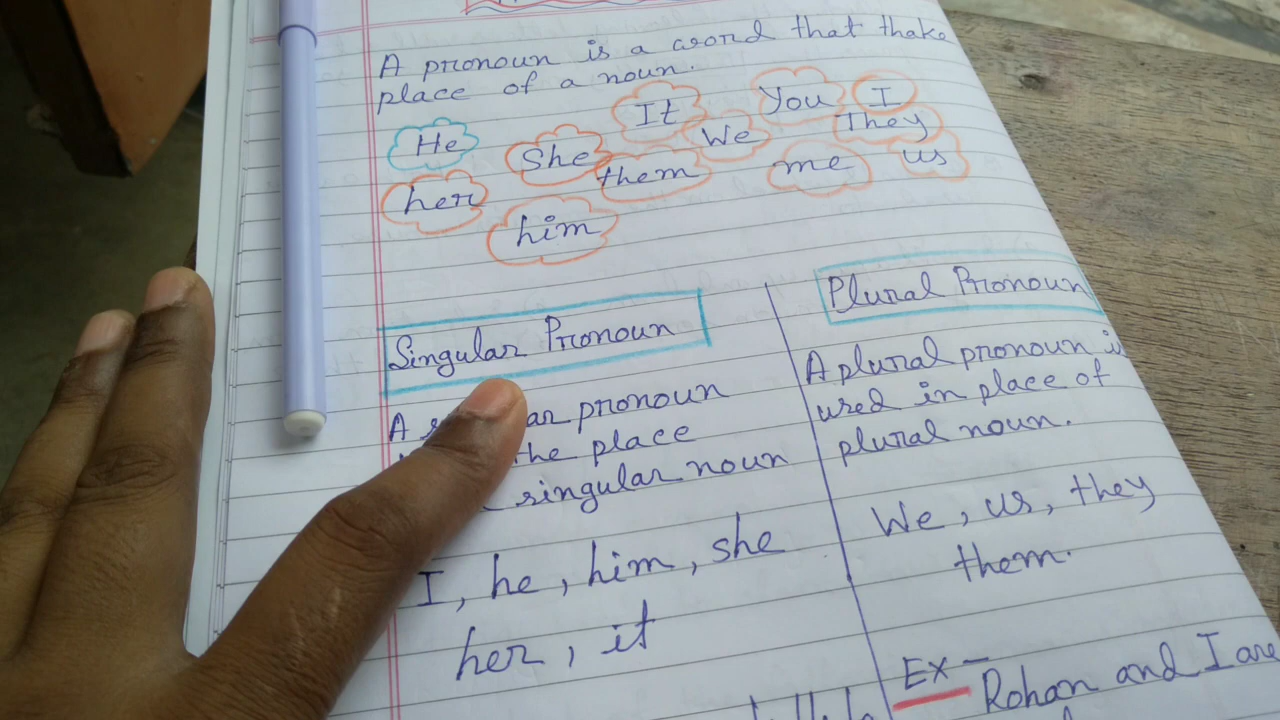 A pronoun is a word that thake
place of a noun.
He She It We You I
They
her them me us
him
Singular Pronoun
A ar pronoun
the place
singular noun
I, he, him, she
her, it
Plural Pronoun
A plural pronoun is
used in place of
plural noun.
We, us, they
them.
Ex- Rohan and I are